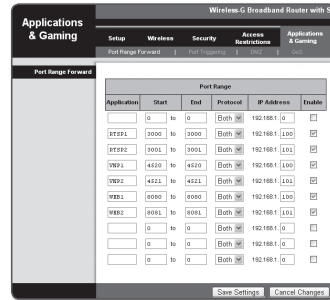 Wireless-G Broadband Router with S
Applications & Gaming
Setup Wireless Security Access Restrictions Applications & Gaming
Port Range Forward | Port Triggering | DMZ | QoS
Port Range Forward
Port Range
Application Start End Protocol IP Address Enable
0 to 0 Both 192.168.1. 0
RTSP1 3000 to 3000 Both 192.168.1. 100
RTSP2 3001 to 3001 Both 192.168.1. 101
VNP1 4520 to 4520 Both 192.168.1. 100
VNP2 4521 to 4521 Both 192.168.1. 101
WEB1 8080 to 8080 Both 192.168.1. 100
WEB2 8081 to 8081 Both 192.168.1. 101
0 to 0 Both 192.168.1. 0
0 to 0 Both 192.168.1. 0
0 to 0 Both 192.168.1. 0
Save Settings Cancel Changes